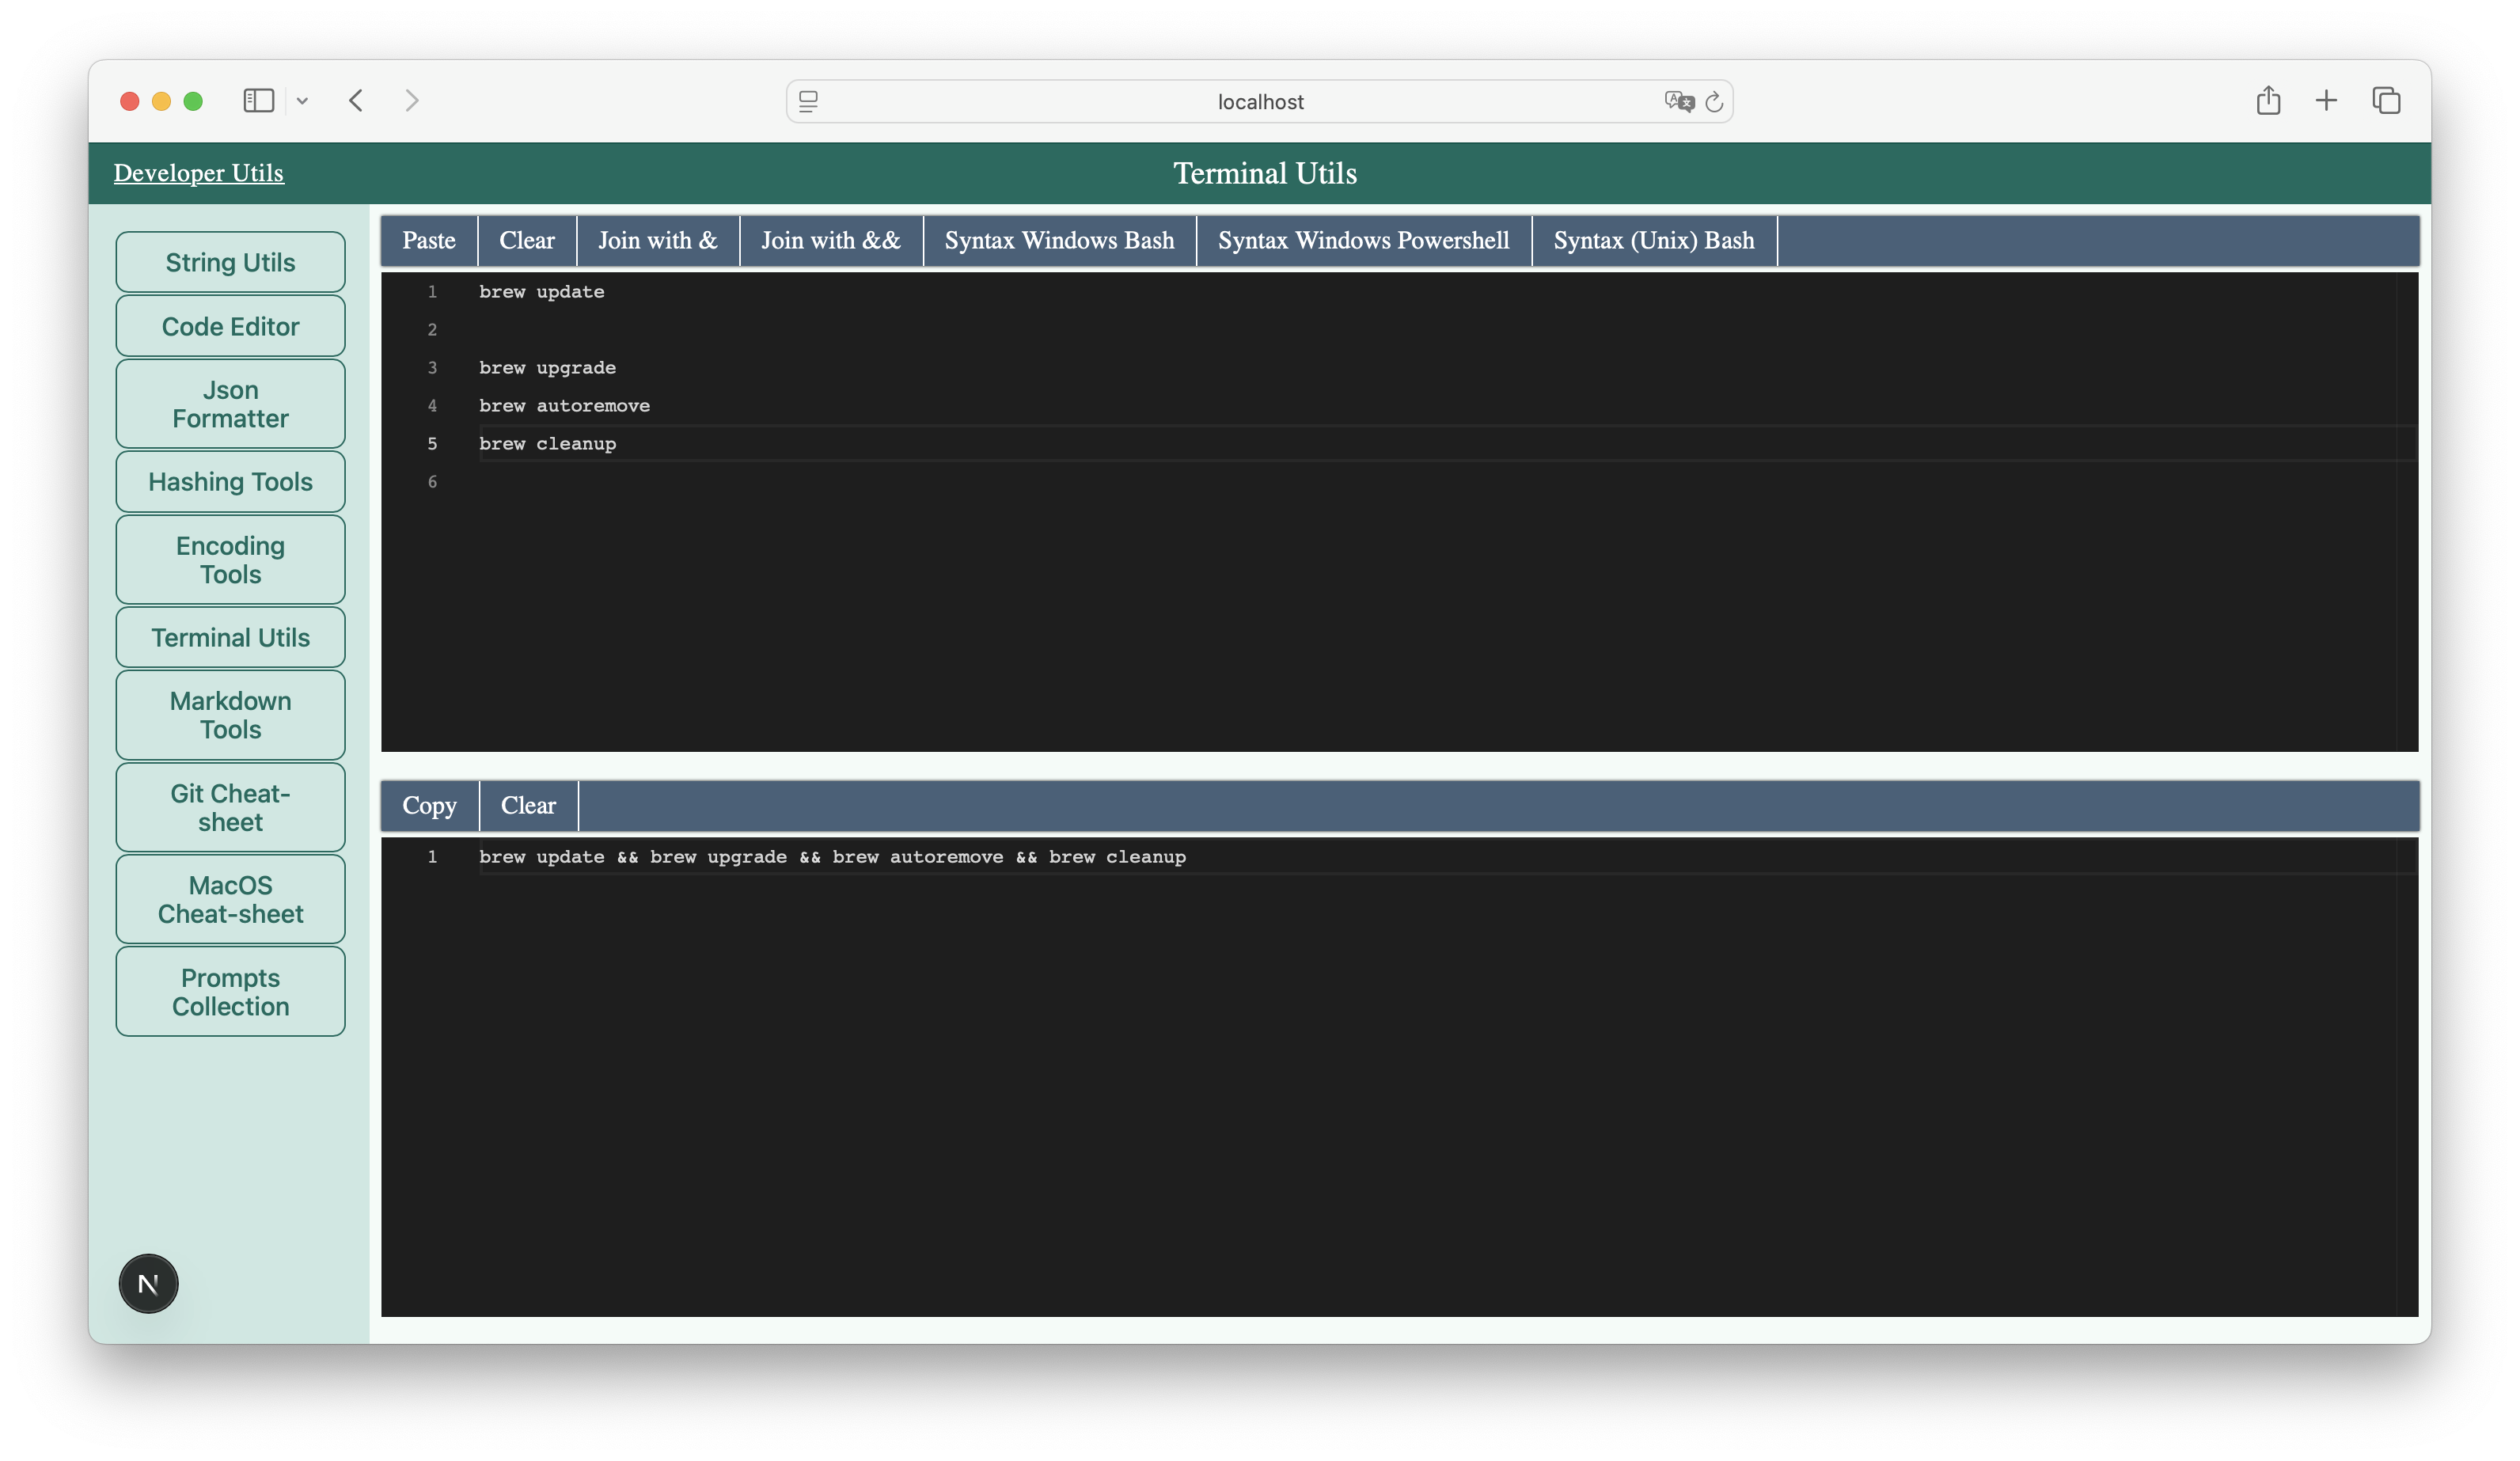 localhost
Developer Utils
Terminal Utils
String Utils
Code Editor
Json
Formatter
Hashing Tools
Encoding
Tools
Terminal Utils
Markdown
Tools
Git Cheat-
sheet
MacOS
Cheat-sheet
Prompts
Collection
N
Paste Clear Join with & Join with && Syntax Windows Bash Syntax Windows Powershell Syntax (Unix) Bash
1 brew update
2
3 brew upgrade
4 brew autoremove
5 brew cleanup
6
Copy Clear
1 brew update && brew upgrade && brew autoremove && brew cleanup